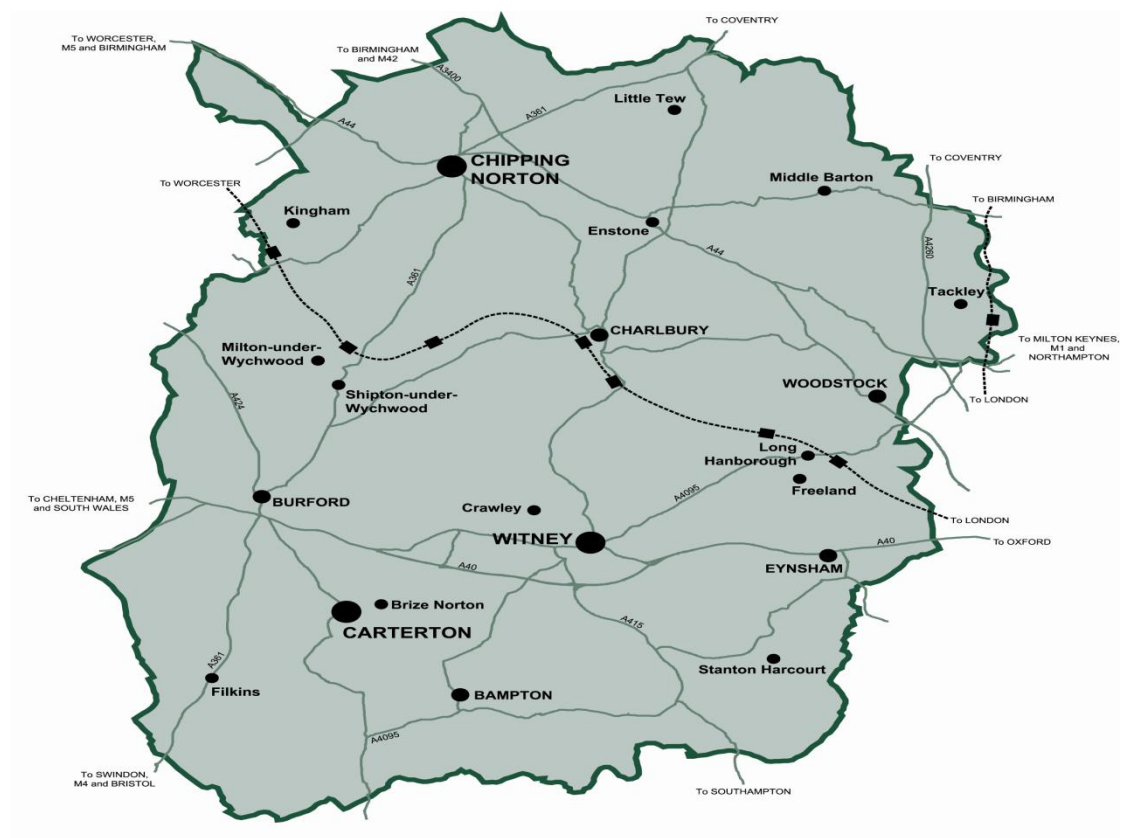 To COVENTRY
To WORCESTER,
M5 and BIRMINGHAM
To BIRMINGHAM
and M42
A3400
Little Tew
A361
A44
CHIPPING
NORTON
To COVENTRY
To WORCESTER
Middle Barton
To BIRMINGHAM
Kingham
Enstone
A44
A4260
A361
Tackley
CHARLBURY
To MILTON KEYNES,
M1 and
NORTHAMPTON
Milton-under-
Wychwood
WOODSTOCK
Shipton-under-
Wychwood
A424
To LONDON
Long
Hanborough
Freeland
A4095
To CHELTENHAM, M5
and SOUTH WALES
BURFORD
Crawley
To LONDON
WITNEY
A40
To OXFORD
A40
EYNSHAM
Brize Norton
CARTERTON
A415
A361
Stanton Harcourt
Filkins
BAMPTON
A4095
To SWINDON,
M4 and BRISTOL
To SOUTHAMPTON